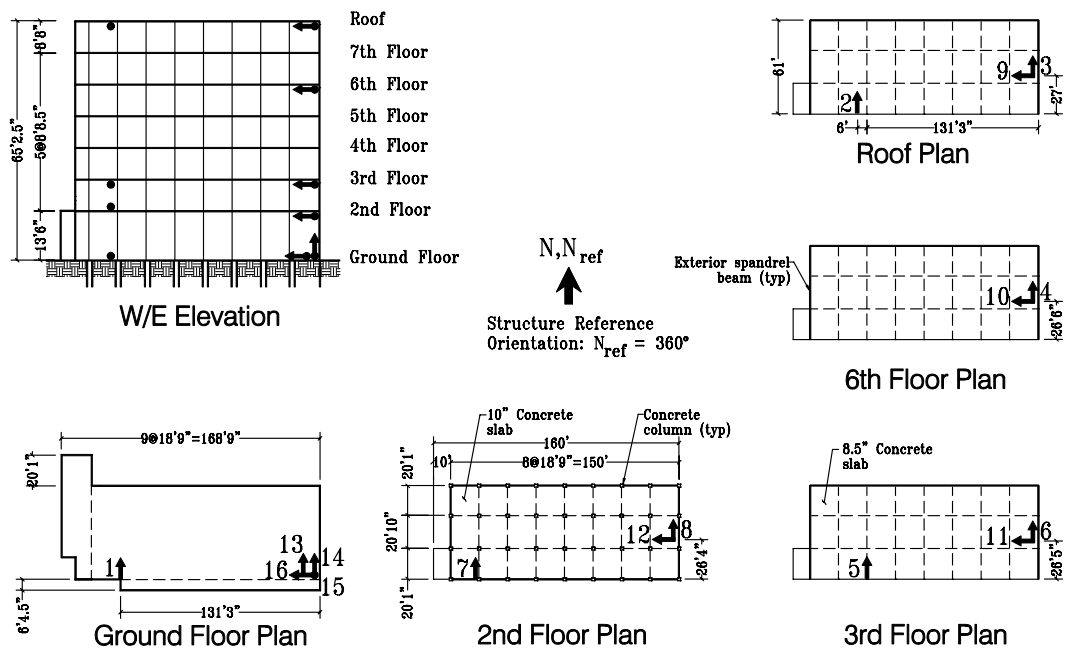 Roof
7th Floor
6th Floor
5th Floor
4th Floor
3rd Floor
2nd Floor
Ground Floor
8'8"
5@8'8.5"
65'2.5"
13'6"
W/E Elevation
N,Nref
Structure Reference
Orientation: Nref = 360°
61'
9
3
2
27'
6'
131'3"
Roof Plan
Exterior spandrel
beam (typ)
10
4
26'6"
6th Floor Plan
9@18'9"=168'9"
20'1"
13
14
1
16
15
6'4.5"
131'3"
Ground Floor Plan
10" Concrete
slab
Concrete
column (typ)
160'
10'
8@18'9"=150'
20'1"
20'10"
20'1"
12
8
7
26'4"
2nd Floor Plan
8.5" Concrete
slab
11
6
5
26'5"
3rd Floor Plan